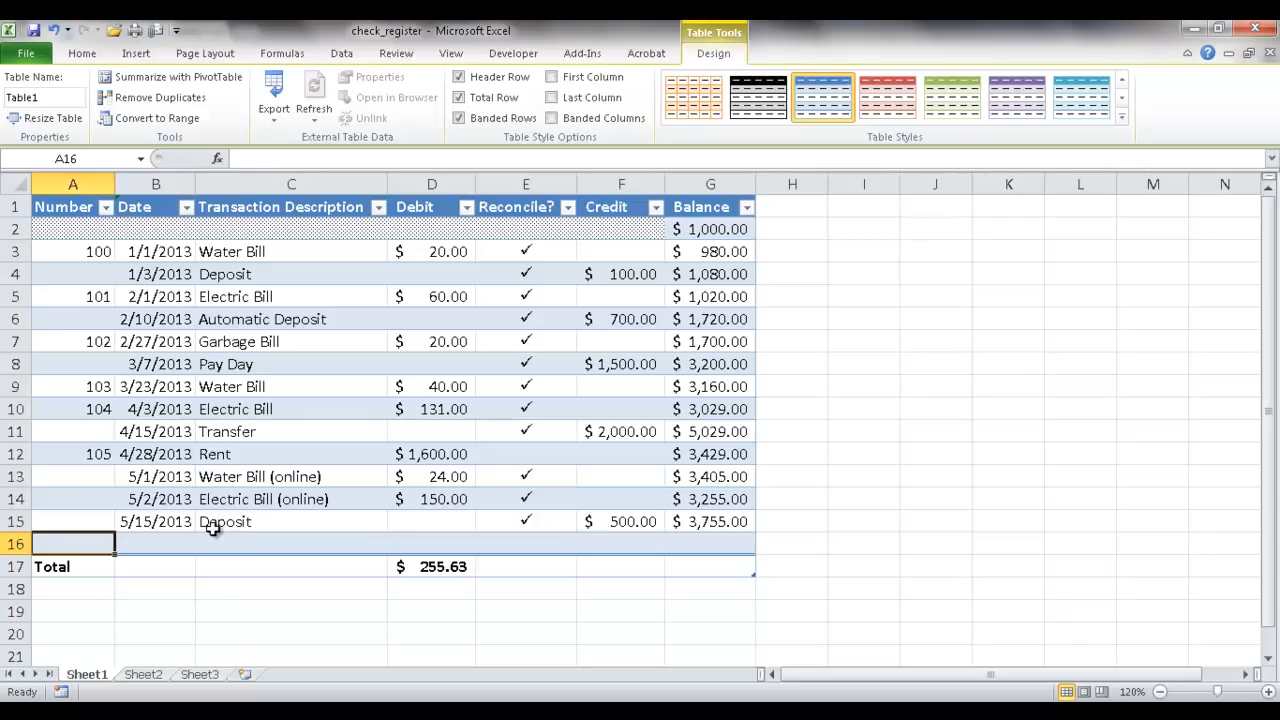 check_register - Microsoft Excel
Table Tools
File Home Insert Page Layout Formulas Data Review View Developer Add-Ins Acrobat Design
Table Name: Summarize with PivotTable Properties Header Row First Column
Table1 Remove Duplicates Export Refresh Open in Browser Total Row Last Column
Resize Table Convert to Range Unlink Banded Rows Banded Columns
Properties Tools External Table Data Table Style Options Table Styles
A16 fx
A B C D E F G H I J K L M N
1 Number Date Transaction Description Debit Reconcile? Credit Balance
2 $ 1,000.00
3 100 1/1/2013 Water Bill $ 20.00 ✓ $ 980.00
4 1/3/2013 Deposit ✓ $ 100.00 $ 1,080.00
5 101 2/1/2013 Electric Bill $ 60.00 ✓ $ 1,020.00
6 2/10/2013 Automatic Deposit ✓ $ 700.00 $ 1,720.00
7 102 2/27/2013 Garbage Bill $ 20.00 ✓ $ 1,700.00
8 3/7/2013 Pay Day ✓ $ 1,500.00 $ 3,200.00
9 103 3/23/2013 Water Bill $ 40.00 ✓ $ 3,160.00
10 104 4/3/2013 Electric Bill $ 131.00 ✓ $ 3,029.00
11 4/15/2013 Transfer ✓ $ 2,000.00 $ 5,029.00
12 105 4/28/2013 Rent $ 1,600.00 $ 3,429.00
13 5/1/2013 Water Bill (online) $ 24.00 ✓ $ 3,405.00
14 5/2/2013 Electric Bill (online) $ 150.00 ✓ $ 3,255.00
15 5/15/2013 Deposit ✓ $ 500.00 $ 3,755.00
16
17 Total $ 255.63
18
19
20
21
Sheet1 Sheet2 Sheet3
Ready 120%